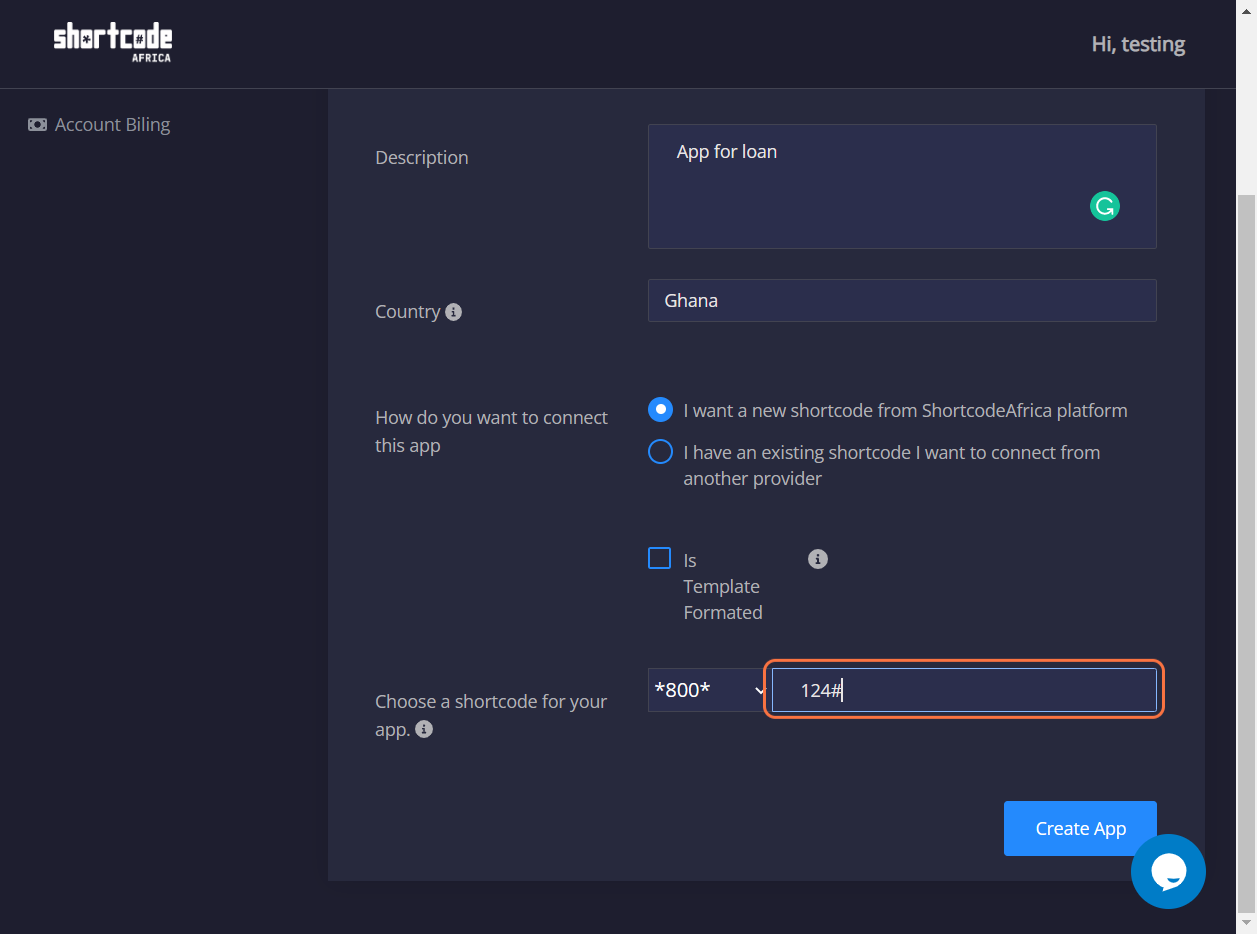 shortcode
AFRICA
Hi, testing
Account Biling
Description
App for loan
Country
Ghana
How do you want to connect
this app
I want a new shortcode from ShortcodeAfrica platform
I have an existing shortcode I want to connect from
another provider
Is
Template
Formated
Choose a shortcode for your
app.
*800*
124#
Create App